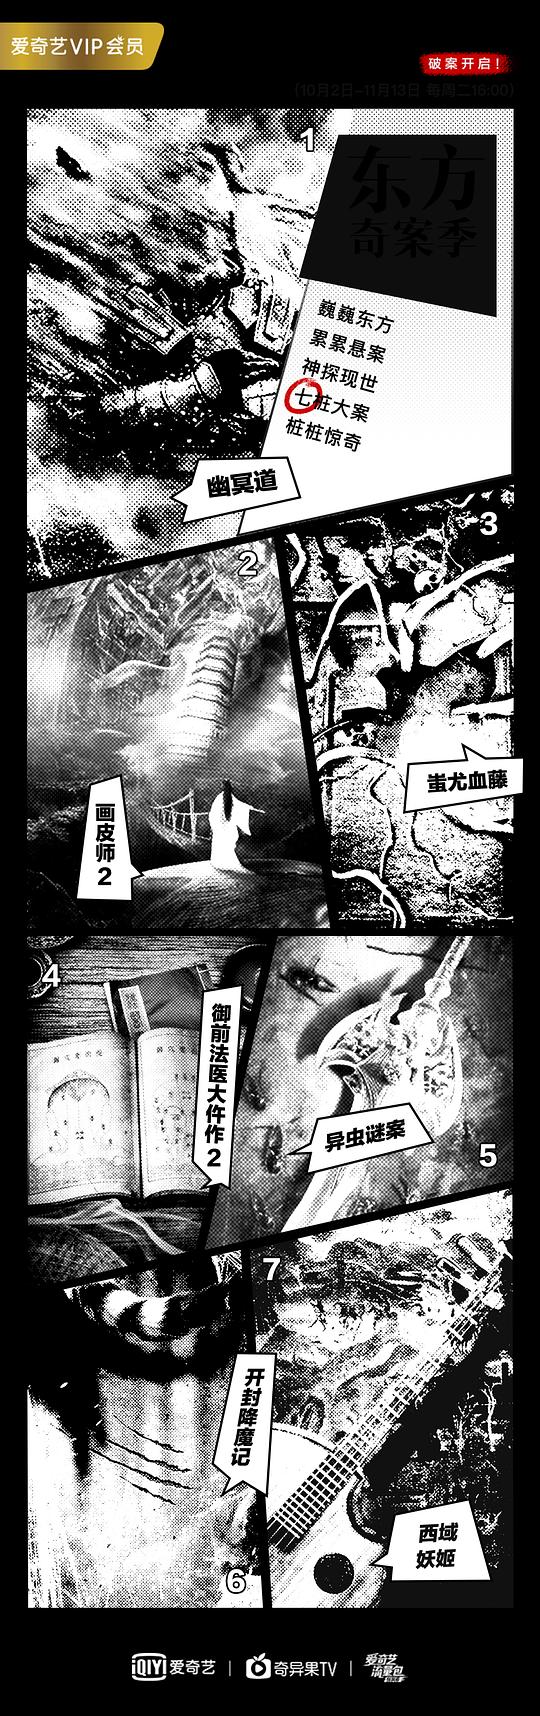 爱奇艺VIP会员
破案开启！
(10月2日-11月13日 每周二16:00)
1
东方
奇案季
巍巍东方
累累悬案
神探现世
七桩大案
桩桩惊奇
幽冥道
2
画皮师2
3
蚩尤血藤
4
御前法医大仵作2
异虫谜案
5
7
开封降魔记
6
西域
妖姬
iQIYI 爱奇艺 | 奇异果TV | 爱奇艺
流量包